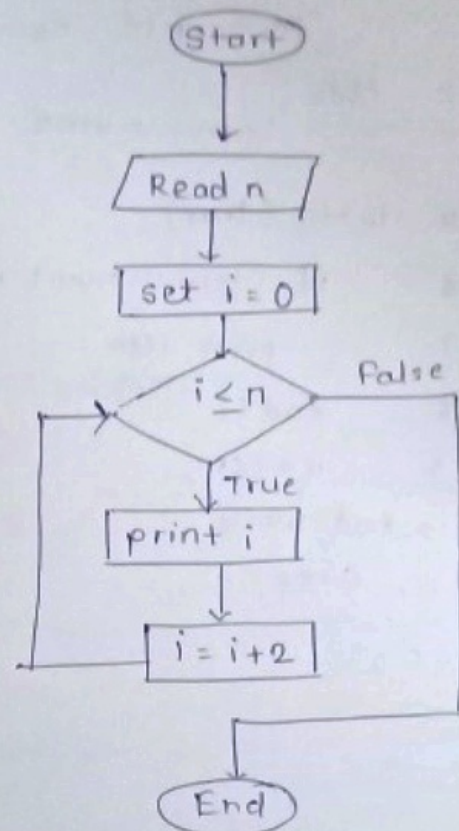 Start
Read n
set i = 0
i ≤ n
False
True
print i
i = i+2
End